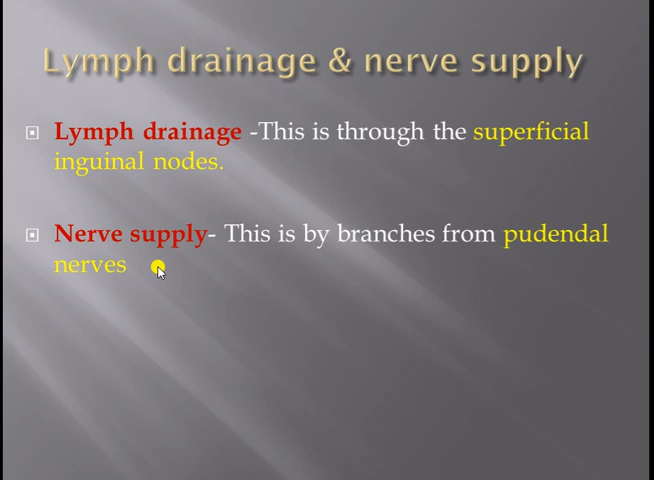 Lymph drainage & nerve supply
Lymph drainage -This is through the superficial
inguinal nodes.
Nerve supply- This is by branches from pudendal
nerves